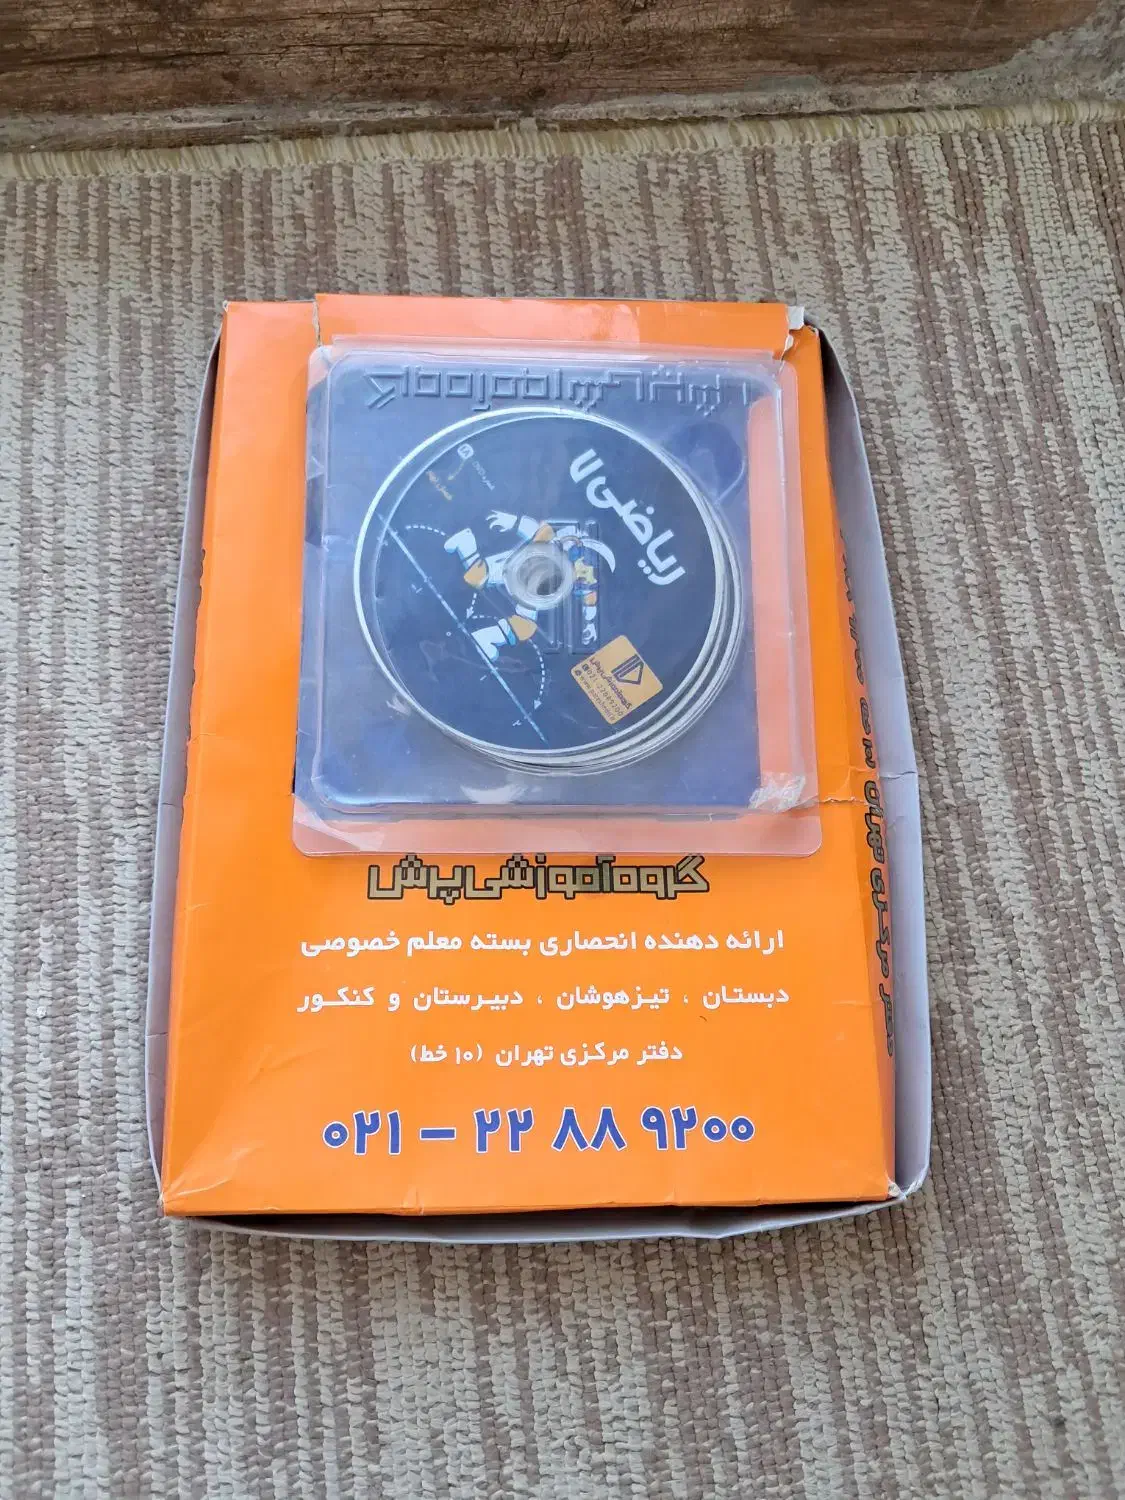 ریاضی ۷
گروه آموزشی پرش
ارائه دهنده انحصاری بسته معلم خصوصی
دبستان ، تیزهوشان ، دبیرستان و کنکور
دفتر مرکزی تهران (۱۰ خط)
۰۲۱ – ۲۲ ۸۸ ۹۲۰۰